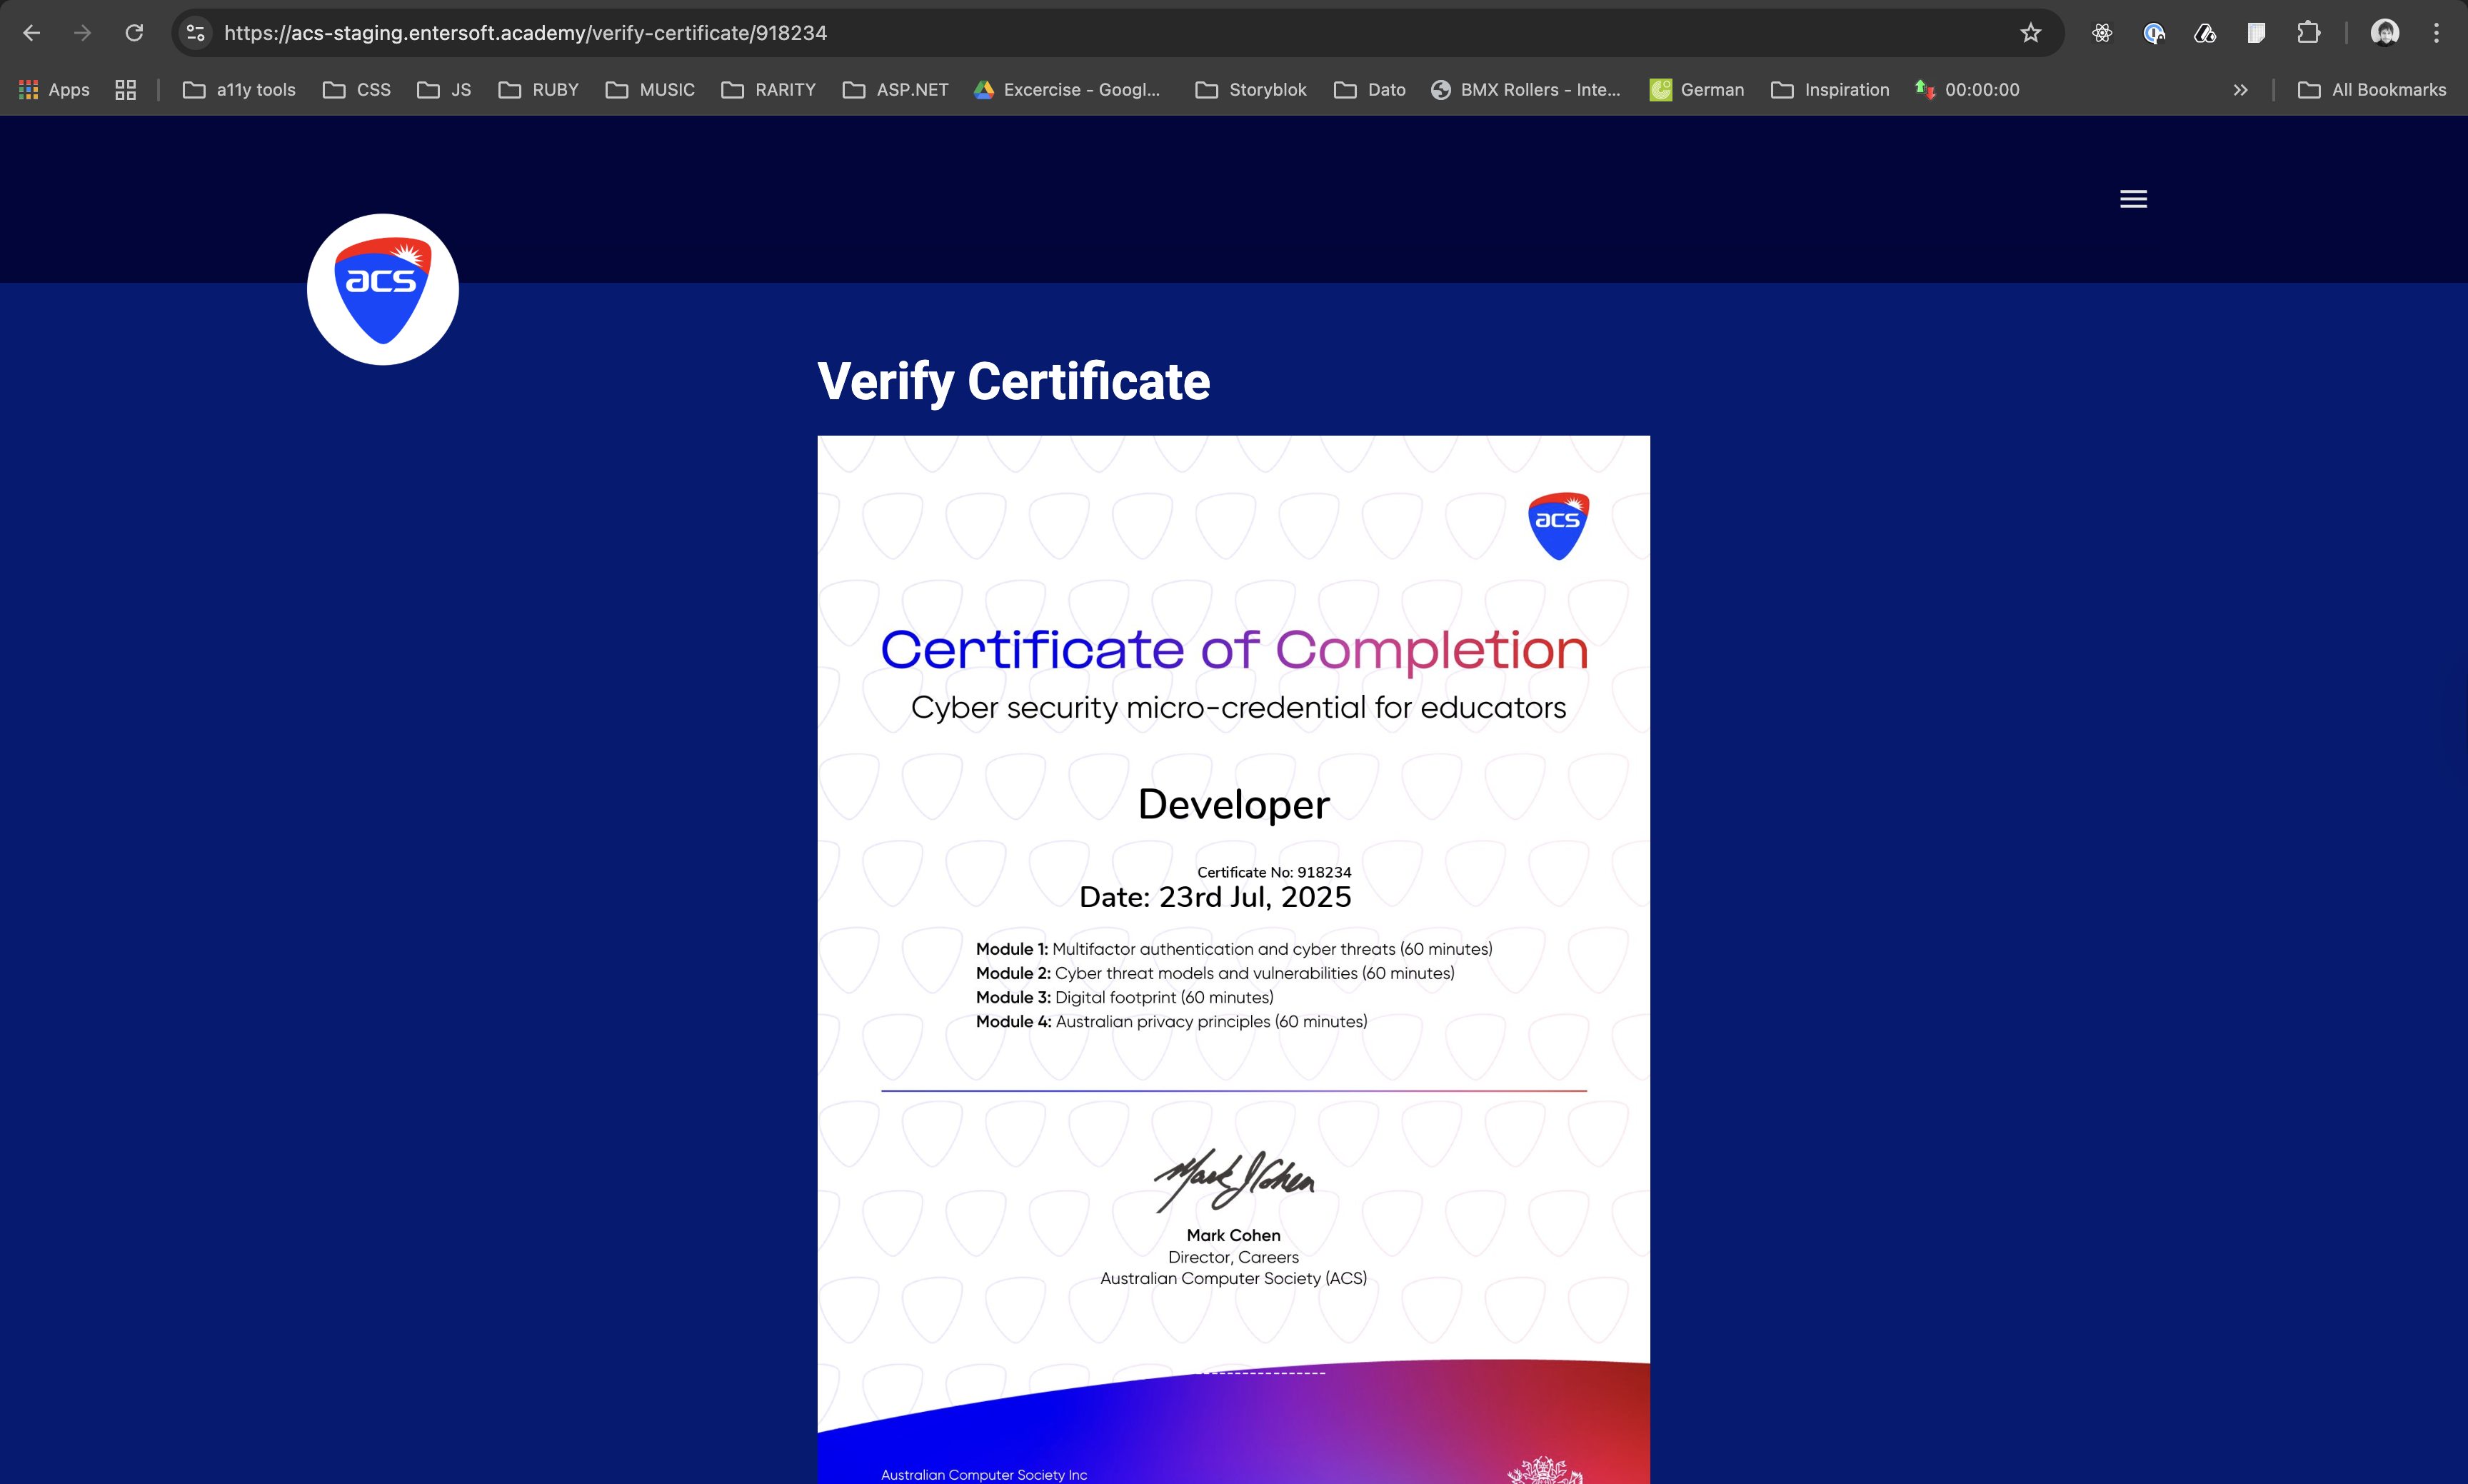 https://acs-staging.entersoft.academy/verify-certificate/918234
Apps a11y tools CSS JS RUBY MUSIC RARITY ASP.NET Excercise - Googl... Storyblok Dato BMX Rollers - Inte... German Inspiration 00:00:00 All Bookmarks
acs
Verify Certificate
acs
Certificate of Completion
Cyber security micro-credential for educators
Developer
Certificate No: 918234
Date: 23rd Jul, 2025
Module 1: Multifactor authentication and cyber threats (60 minutes)
Module 2: Cyber threat models and vulnerabilities (60 minutes)
Module 3: Digital footprint (60 minutes)
Module 4: Australian privacy principles (60 minutes)
Mark J Cohen
Mark Cohen
Director, Careers
Australian Computer Society (ACS)
Australian Computer Society Inc